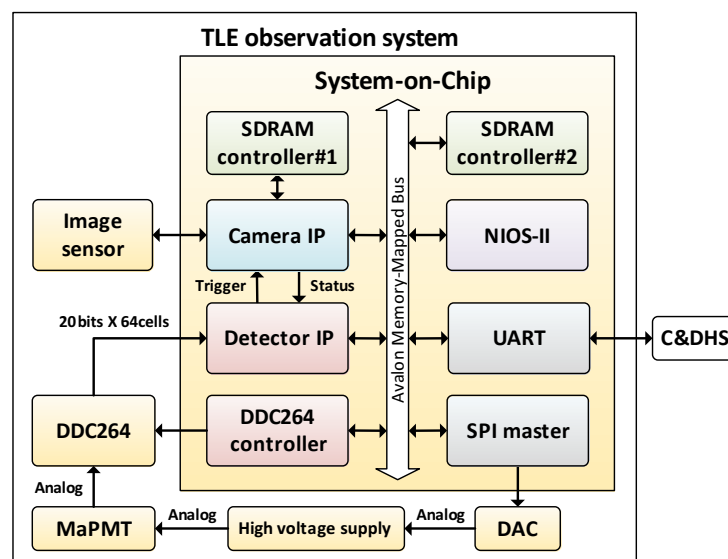 TLE observation system
System-on-Chip
SDRAM
controller#1
SDRAM
controller#2
Image
sensor
Camera IP
NIOS-II
Trigger
Status
20bits X 64cells
Detector IP
Avalon Memory-Mapped Bus
UART
C&DHS
DDC264
DDC264
controller
SPI master
Analog
MaPMT
Analog
High voltage supply
Analog
DAC